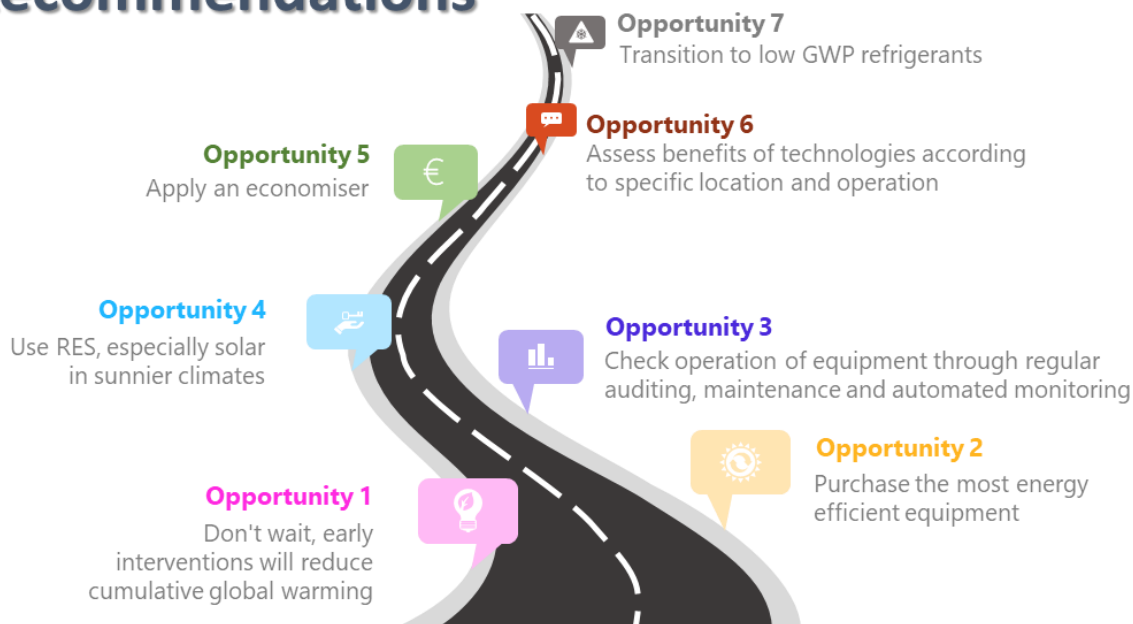 ecommendations
Opportunity 7
Transition to low GWP refrigerants
Opportunity 6
Assess benefits of technologies according
to specific location and operation
Opportunity 5
Apply an economiser
€
Opportunity 4
Use RES, especially solar
in sunnier climates
Opportunity 3
Check operation of equipment through regular
auditing, maintenance and automated monitoring
Opportunity 2
Purchase the most energy
efficient equipment
Opportunity 1
Don't wait, early
interventions will reduce
cumulative global warming